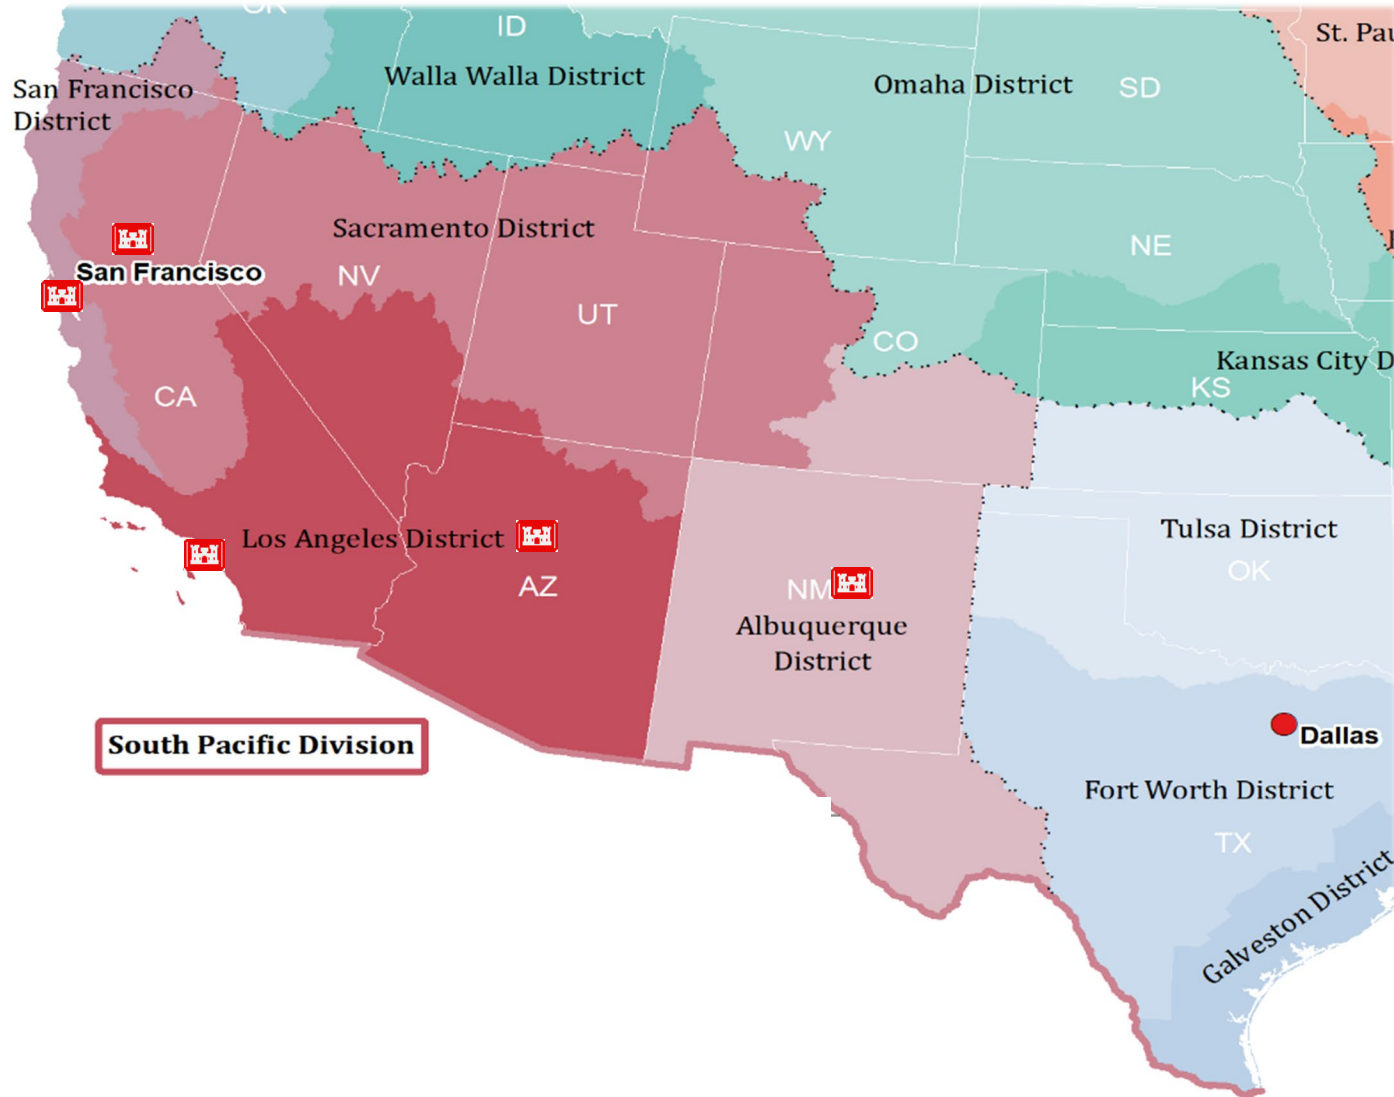 OR
ID
St. Pau
San Francisco
District
Walla Walla District
Omaha District
SD
WY
Sacramento District
NE
San Francisco
NV
UT
CO
Kansas City D
KS
CA
Los Angeles District
Tulsa District
OK
AZ
NM
Albuquerque
District
South Pacific Division
Dallas
Fort Worth District
TX
Galveston District